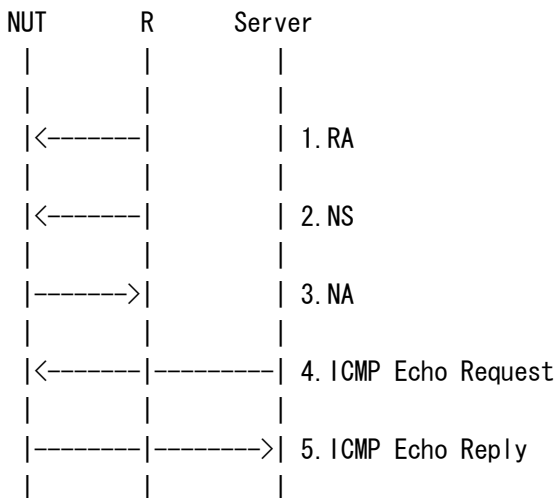 NUT R Server
1.RA
2.NS
3.NA
4.ICMP Echo Request
5.ICMP Echo Reply